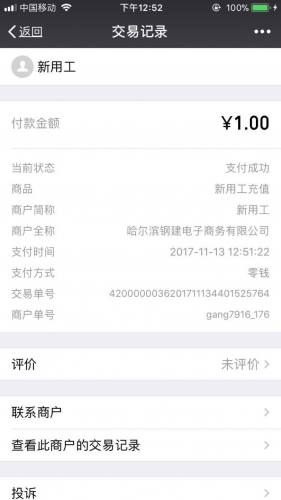 中国移动 下午12:52 100%
返回 交易记录
新用工
付款金额 ¥1.00
当前状态 支付成功
商品 新用工充值
商户简称 新用工
商户全称 哈尔滨钢建电子商务有限公司
支付时间 2017-11-13 12:51:22
支付方式 零钱
交易单号 4200000036201711134401525764
商户单号 gang7916_176
评价 未评价
联系商户
查看此商户的交易记录
投诉